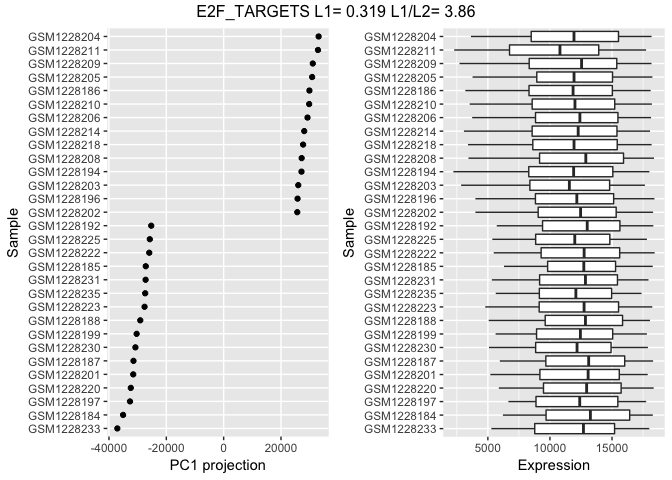 E2F_TARGETS L1= 0.319 L1/L2= 3.86
Sample
GSM1228204
GSM1228211
GSM1228209
GSM1228205
GSM1228186
GSM1228210
GSM1228206
GSM1228214
GSM1228218
GSM1228208
GSM1228194
GSM1228203
GSM1228196
GSM1228202
GSM1228192
GSM1228225
GSM1228222
GSM1228185
GSM1228231
GSM1228235
GSM1228223
GSM1228188
GSM1228199
GSM1228230
GSM1228187
GSM1228201
GSM1228220
GSM1228197
GSM1228184
GSM1228233
-40000 -20000 0 20000
PC1 projection
Sample
GSM1228204
GSM1228211
GSM1228209
GSM1228205
GSM1228186
GSM1228210
GSM1228206
GSM1228214
GSM1228218
GSM1228208
GSM1228194
GSM1228203
GSM1228196
GSM1228202
GSM1228192
GSM1228225
GSM1228222
GSM1228185
GSM1228231
GSM1228235
GSM1228223
GSM1228188
GSM1228199
GSM1228230
GSM1228187
GSM1228201
GSM1228220
GSM1228197
GSM1228184
GSM1228233
5000 10000 15000
Expression